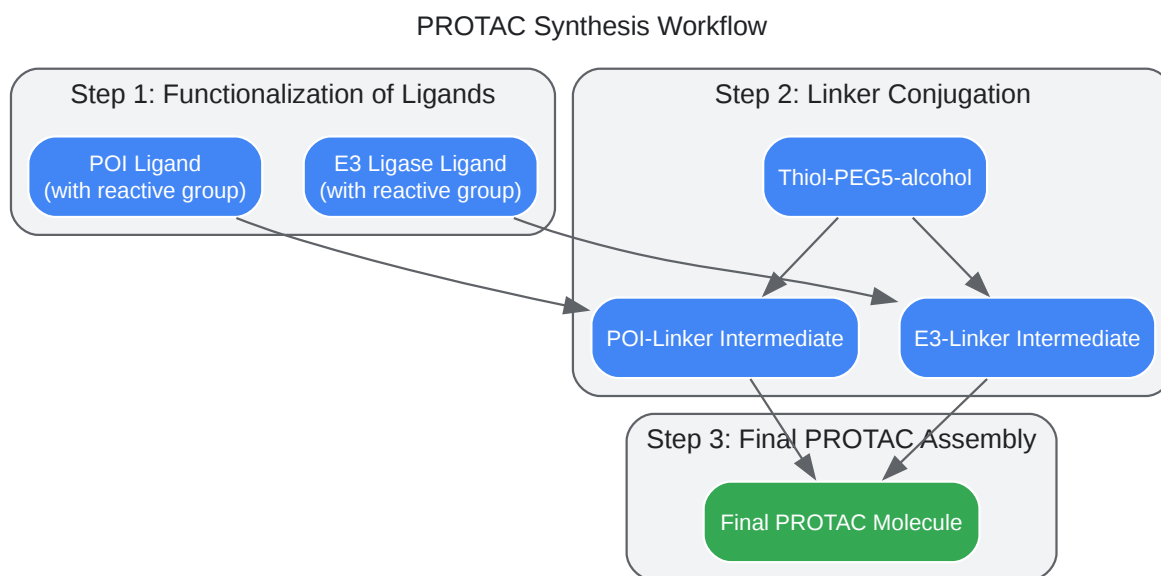 PROTAC Synthesis Workflow
Step 1: Functionalization of Ligands
POI Ligand
(with reactive group)
E3 Ligase Ligand
(with reactive group)
Step 2: Linker Conjugation
Thiol-PEG5-alcohol
POI-Linker Intermediate
E3-Linker Intermediate
Step 3: Final PROTAC Assembly
Final PROTAC Molecule